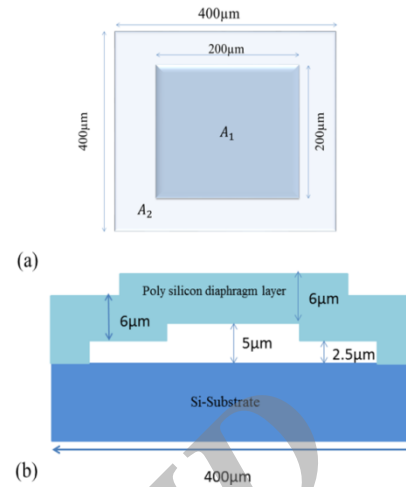 400μm
200μm
400μm
200μm
A₁
A₂
(a)
Poly silicon diaphragm layer
6μm
6μm
5μm
2.5μm
Si-Substrate
(b)
400μm